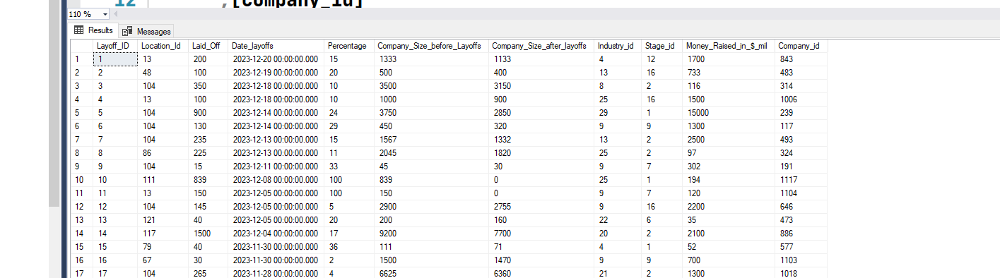 12 ,[company_id]
110 %
Results Messages
Layoff_ID Location_Id Laid_Off Date_layoffs Percentage Company_Size_before_Layoffs Company_Size_after_layoffs Industry_id Stage_id Money_Raised_in_$_mil Company_id
1 1 13 200 2023-12-20 00:00:00.000 15 1333 1133 4 12 1700 843
2 2 48 100 2023-12-19 00:00:00.000 20 500 400 13 16 733 483
3 3 104 350 2023-12-18 00:00:00.000 10 3500 3150 8 2 116 314
4 4 13 100 2023-12-18 00:00:00.000 10 1000 900 25 16 1500 1006
5 5 104 900 2023-12-14 00:00:00.000 24 3750 2850 29 1 15000 239
6 6 104 130 2023-12-14 00:00:00.000 29 450 320 9 9 1300 117
7 7 104 235 2023-12-13 00:00:00.000 15 1567 1332 13 2 2500 493
8 8 86 225 2023-12-13 00:00:00.000 11 2045 1820 25 2 97 324
9 9 104 15 2023-12-11 00:00:00.000 33 45 30 9 7 302 191
10 10 111 839 2023-12-08 00:00:00.000 100 839 0 25 1 194 1117
11 11 13 150 2023-12-05 00:00:00.000 100 150 0 9 7 120 1104
12 12 104 145 2023-12-05 00:00:00.000 5 2900 2755 9 16 2200 646
13 13 121 40 2023-12-05 00:00:00.000 20 200 160 22 6 35 473
14 14 117 1500 2023-12-04 00:00:00.000 17 9200 7700 20 2 2100 886
15 15 79 40 2023-11-30 00:00:00.000 36 111 71 4 1 52 577
16 16 67 30 2023-11-30 00:00:00.000 2 1500 1470 9 9 700 1103
17 17 104 265 2023-11-28 00:00:00.000 4 6625 6360 21 2 1300 1018